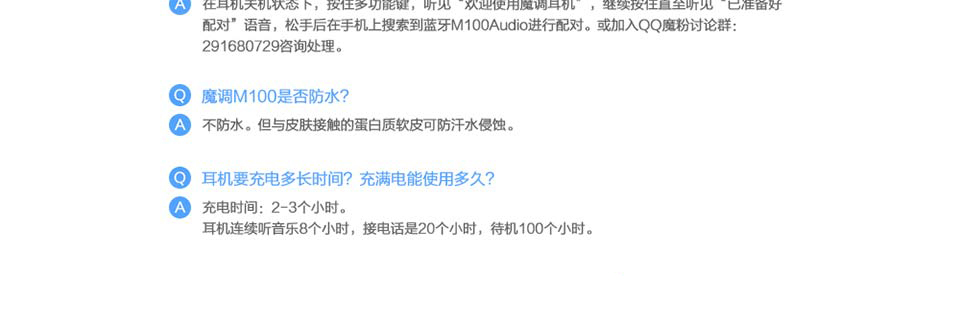 A 在耳机关机状态下，按住多功能键，听见“欢迎使用魔调耳机”，继续按住直至听见“已准备好
配对”语音，松手后在手机上搜索到蓝牙M100Audio进行配对。或加入QQ魔粉讨论群：
291680729咨询处理。
Q 魔调M100是否防水？
A 不防水。但与皮肤接触的蛋白质软皮可防汗水侵蚀。
Q 耳机要充电多长时间？充满电能使用多久？
A 充电时间：2-3个小时。
耳机连续听音乐8个小时，接电话是20个小时，待机100个小时。